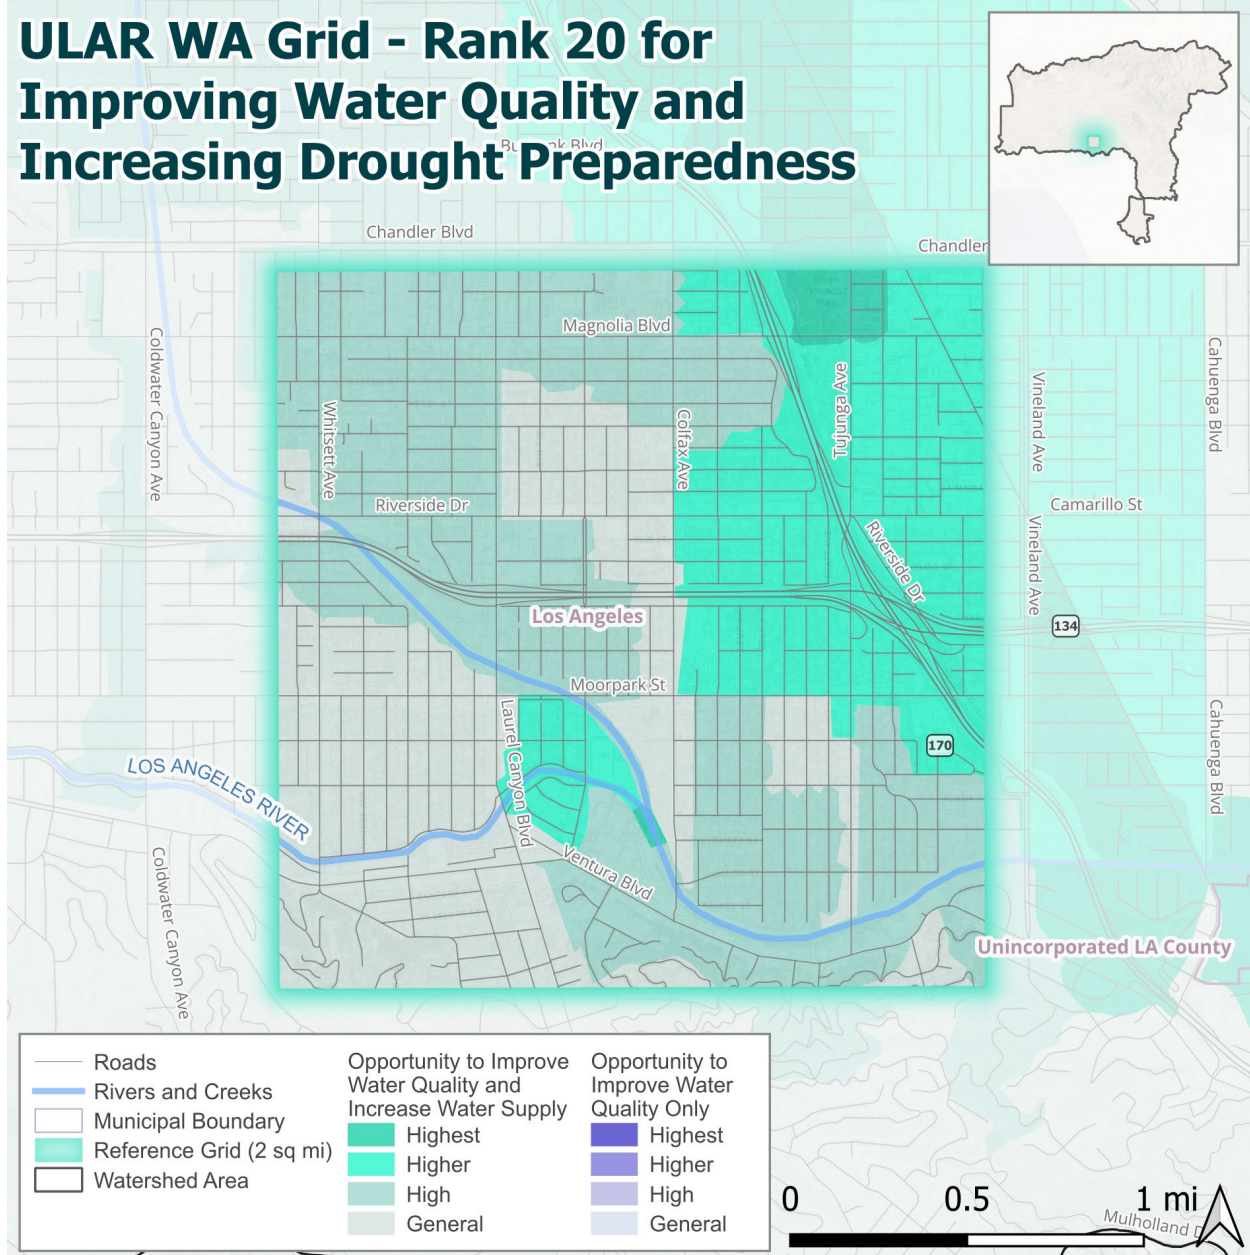 ULAR WA Grid - Rank 20 for
Improving Water Quality and
Increasing Drought Preparedness
Chandler Blvd
Chandler
Magnolia Blvd
Coldwater Canyon Ave
Whitsett Ave
Colfax Ave
Tujunga Ave
Vineland Ave
Cahuenga Blvd
Riverside Dr
Camarillo St
Riverside Dr
Vineland Ave
Los Angeles
134
Moorpark St
Laurel Canyon Blvd
170
Cahuenga Blvd
LOS ANGELES RIVER
Ventura Blvd
Coldwater Canyon Ave
Unincorporated LA County
Roads
Rivers and Creeks
Municipal Boundary
Reference Grid (2 sq mi)
Watershed Area
Opportunity to Improve
Water Quality and
Increase Water Supply
Highest
Higher
High
General
Opportunity to
Improve Water
Quality Only
Highest
Higher
High
General
0 0.5 1 mi
Mulholland D